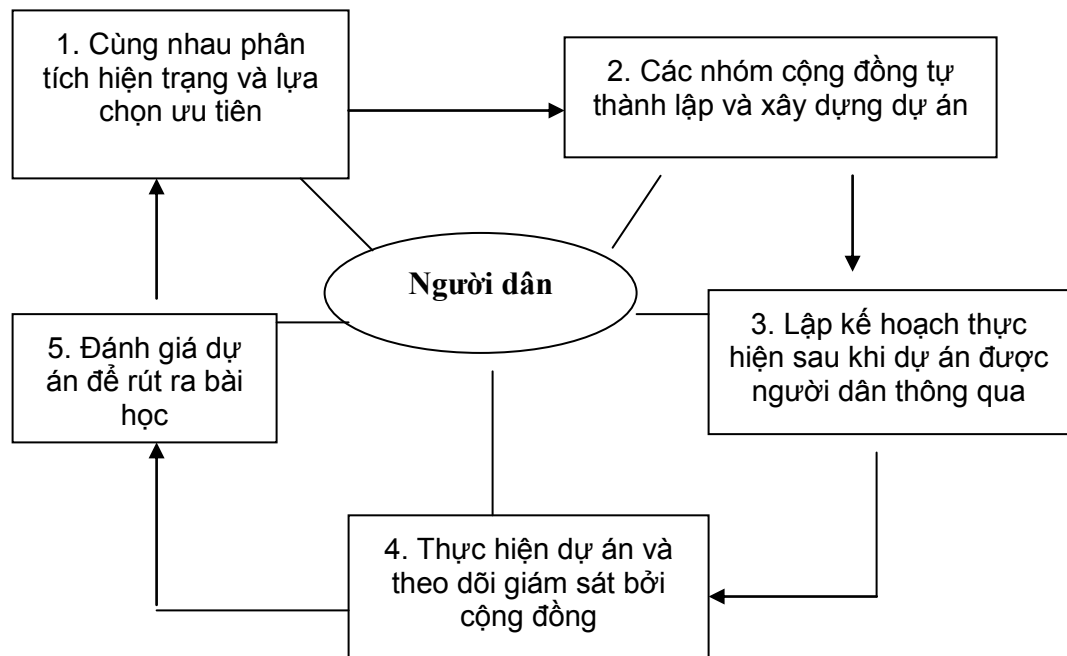 1. Cùng nhau phân
tích hiện trạng và lựa
chọn ưu tiên
2. Các nhóm cộng đồng tự
thành lập và xây dựng dự án
Người dân
3. Lập kế hoạch thực
hiện sau khi dự án được
người dân thông qua
4. Thực hiện dự án và
theo dõi giám sát bởi
cộng đồng
5. Đánh giá dự
án để rút ra bài
học